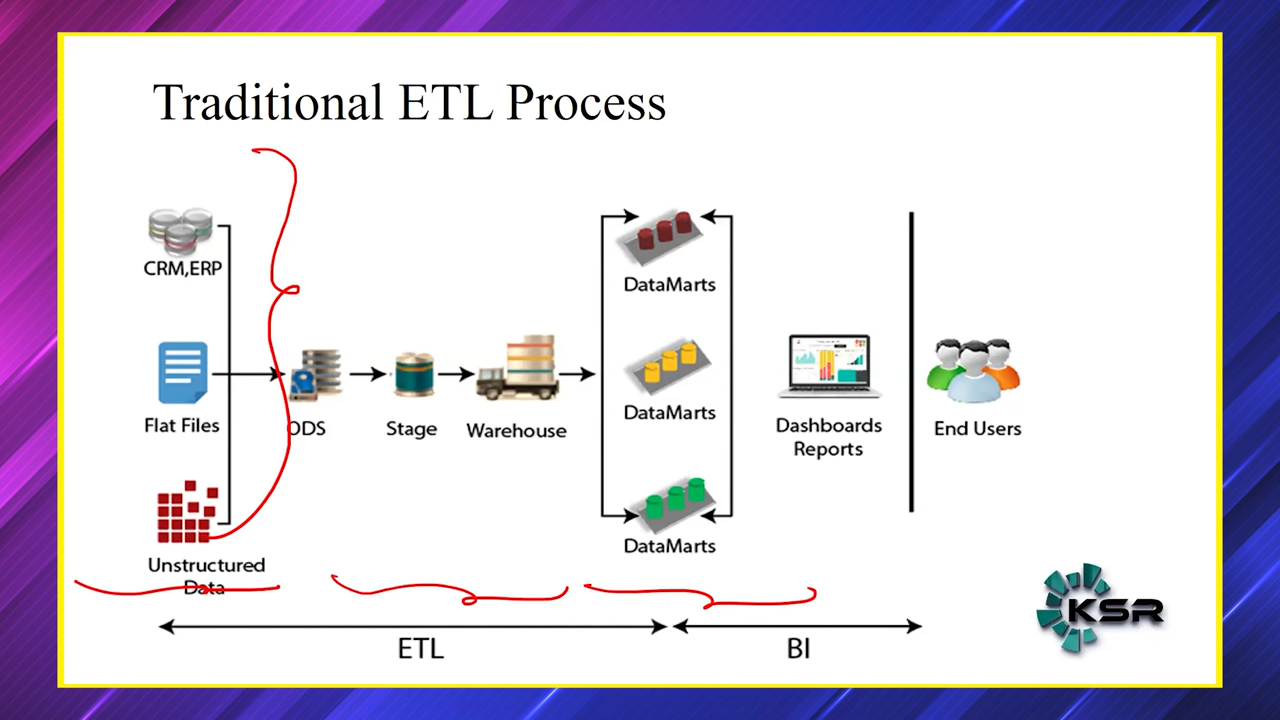 Traditional ETL Process
CRM,ERP
Flat Files
Unstructured
Data
ODS
Stage
Warehouse
DataMarts
DataMarts
DataMarts
Dashboards
Reports
End Users
ETL
BI
KSR